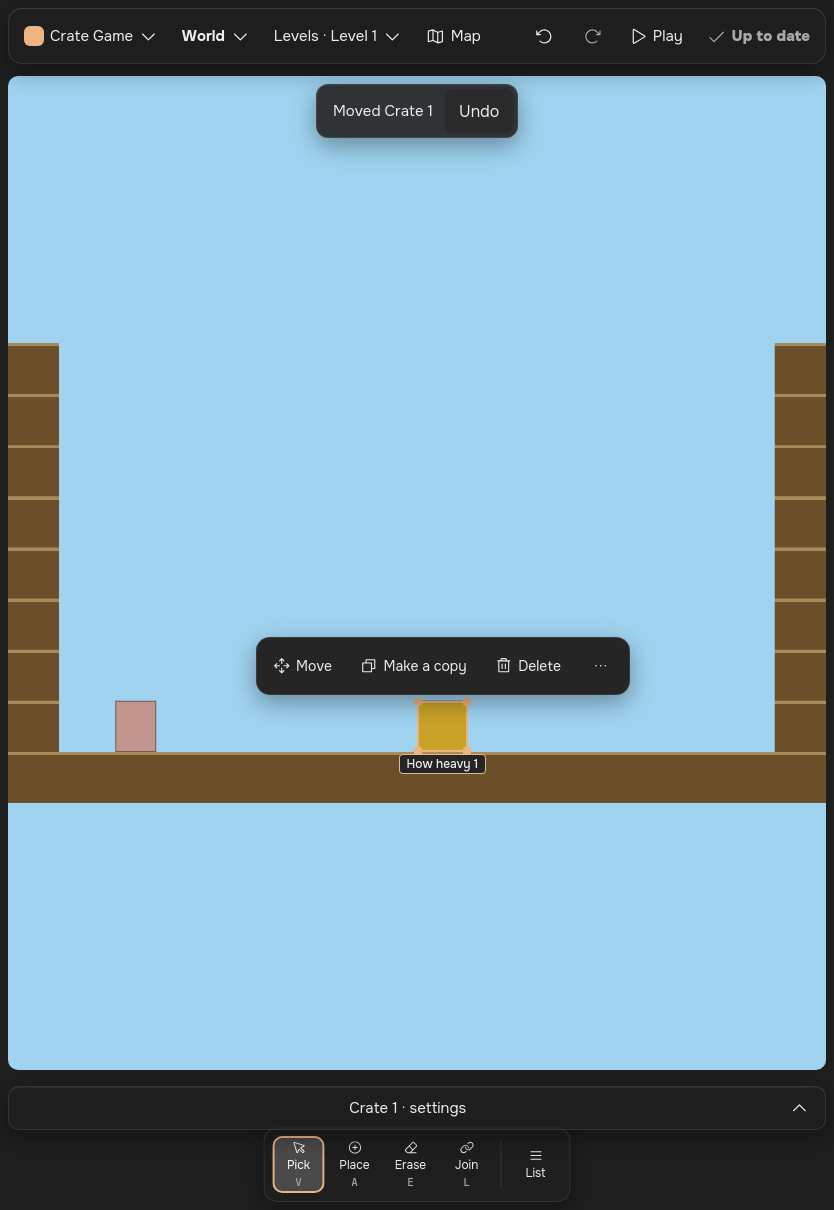 Crate Game
World
Levels · Level 1
Map
Play
Up to date
Moved Crate 1
Undo
Move
Make a copy
Delete
···
How heavy 1
Crate 1 · settings
Pick
Place
Erase
Join
List
V
A
E
L